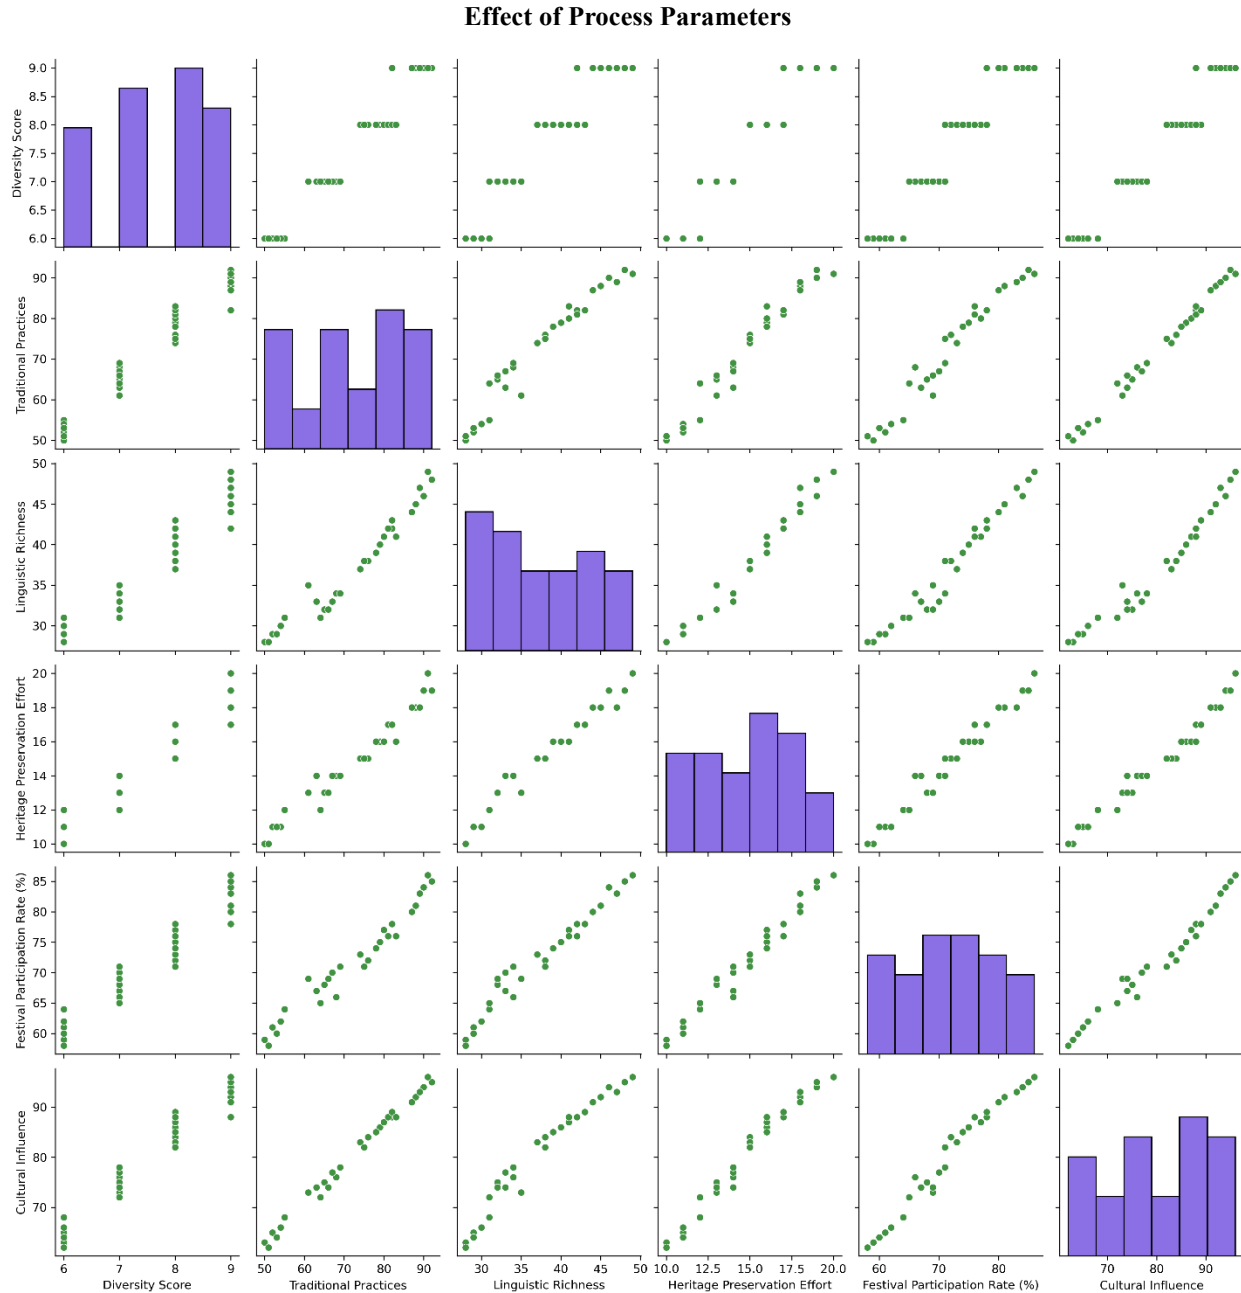 Effect of Process Parameters
9.0
8.5
8.0
7.5
7.0
6.5
6.0
Diversity Score
90
80
70
60
50
Traditional Practices
50
45
40
35
30
Linguistic Richness
20
18
16
14
12
10
Heritage Preservation Effort
85
80
75
70
65
60
Festival Participation Rate (%)
90
80
70
Cultural Influence
6 7 8 9
50 60 70 80 90
30 35 40 45 50
10.0 12.5 15.0 17.5 20.0
60 70 80
70 80 90
Diversity Score
Traditional Practices
Linguistic Richness
Heritage Preservation Effort
Festival Participation Rate (%)
Cultural Influence